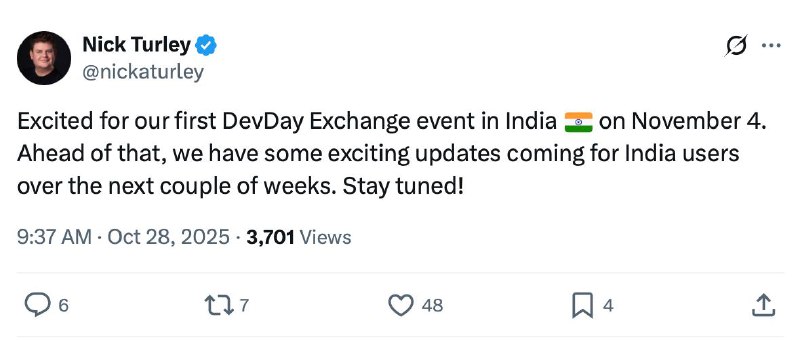 Nick Turley
@nickaturley
Excited for our first DevDay Exchange event in India 🇮🇳 on November 4.
Ahead of that, we have some exciting updates coming for India users
over the next couple of weeks. Stay tuned!
9:37 AM · Oct 28, 2025 · 3,701 Views
6 7 48 4